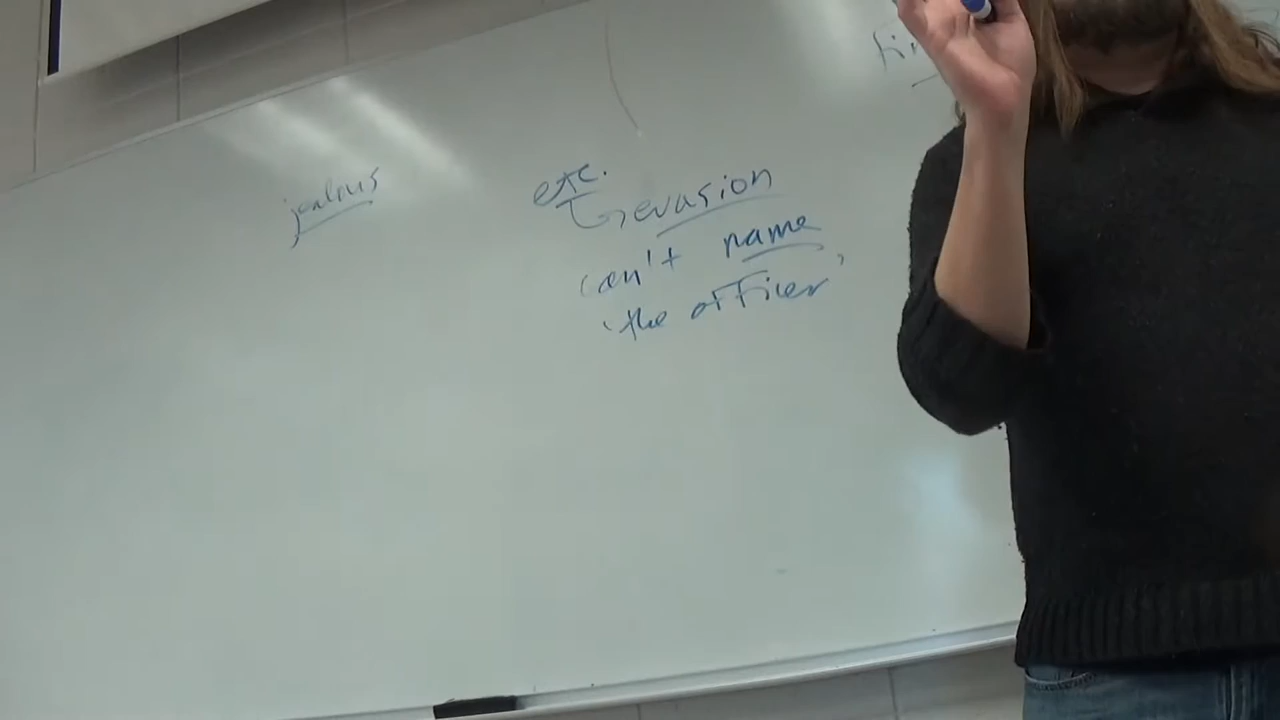 jealous
etc.
↳ evasion
can't name
'the officer'